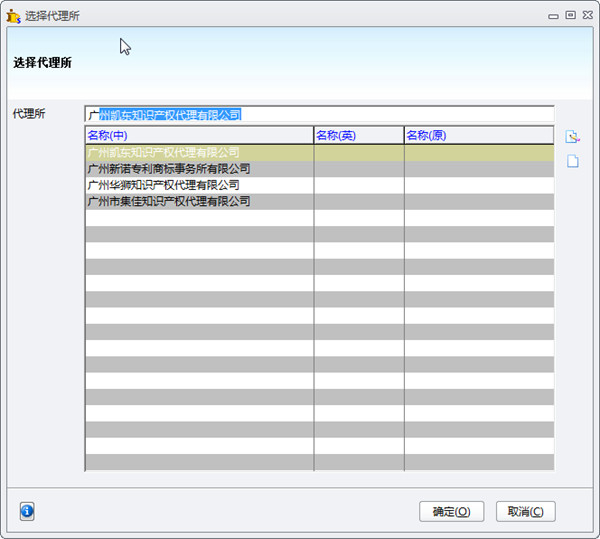 选择代理所
选择代理所
代理所
广州凯东知识产权代理有限公司
名称(中) 名称(英) 名称(原)
广州凯东知识产权代理有限公司
广州新诺专利商标事务所有限公司
广州华狮知识产权代理有限公司
广州市集佳知识产权代理有限公司
确定(O) 取消(C)